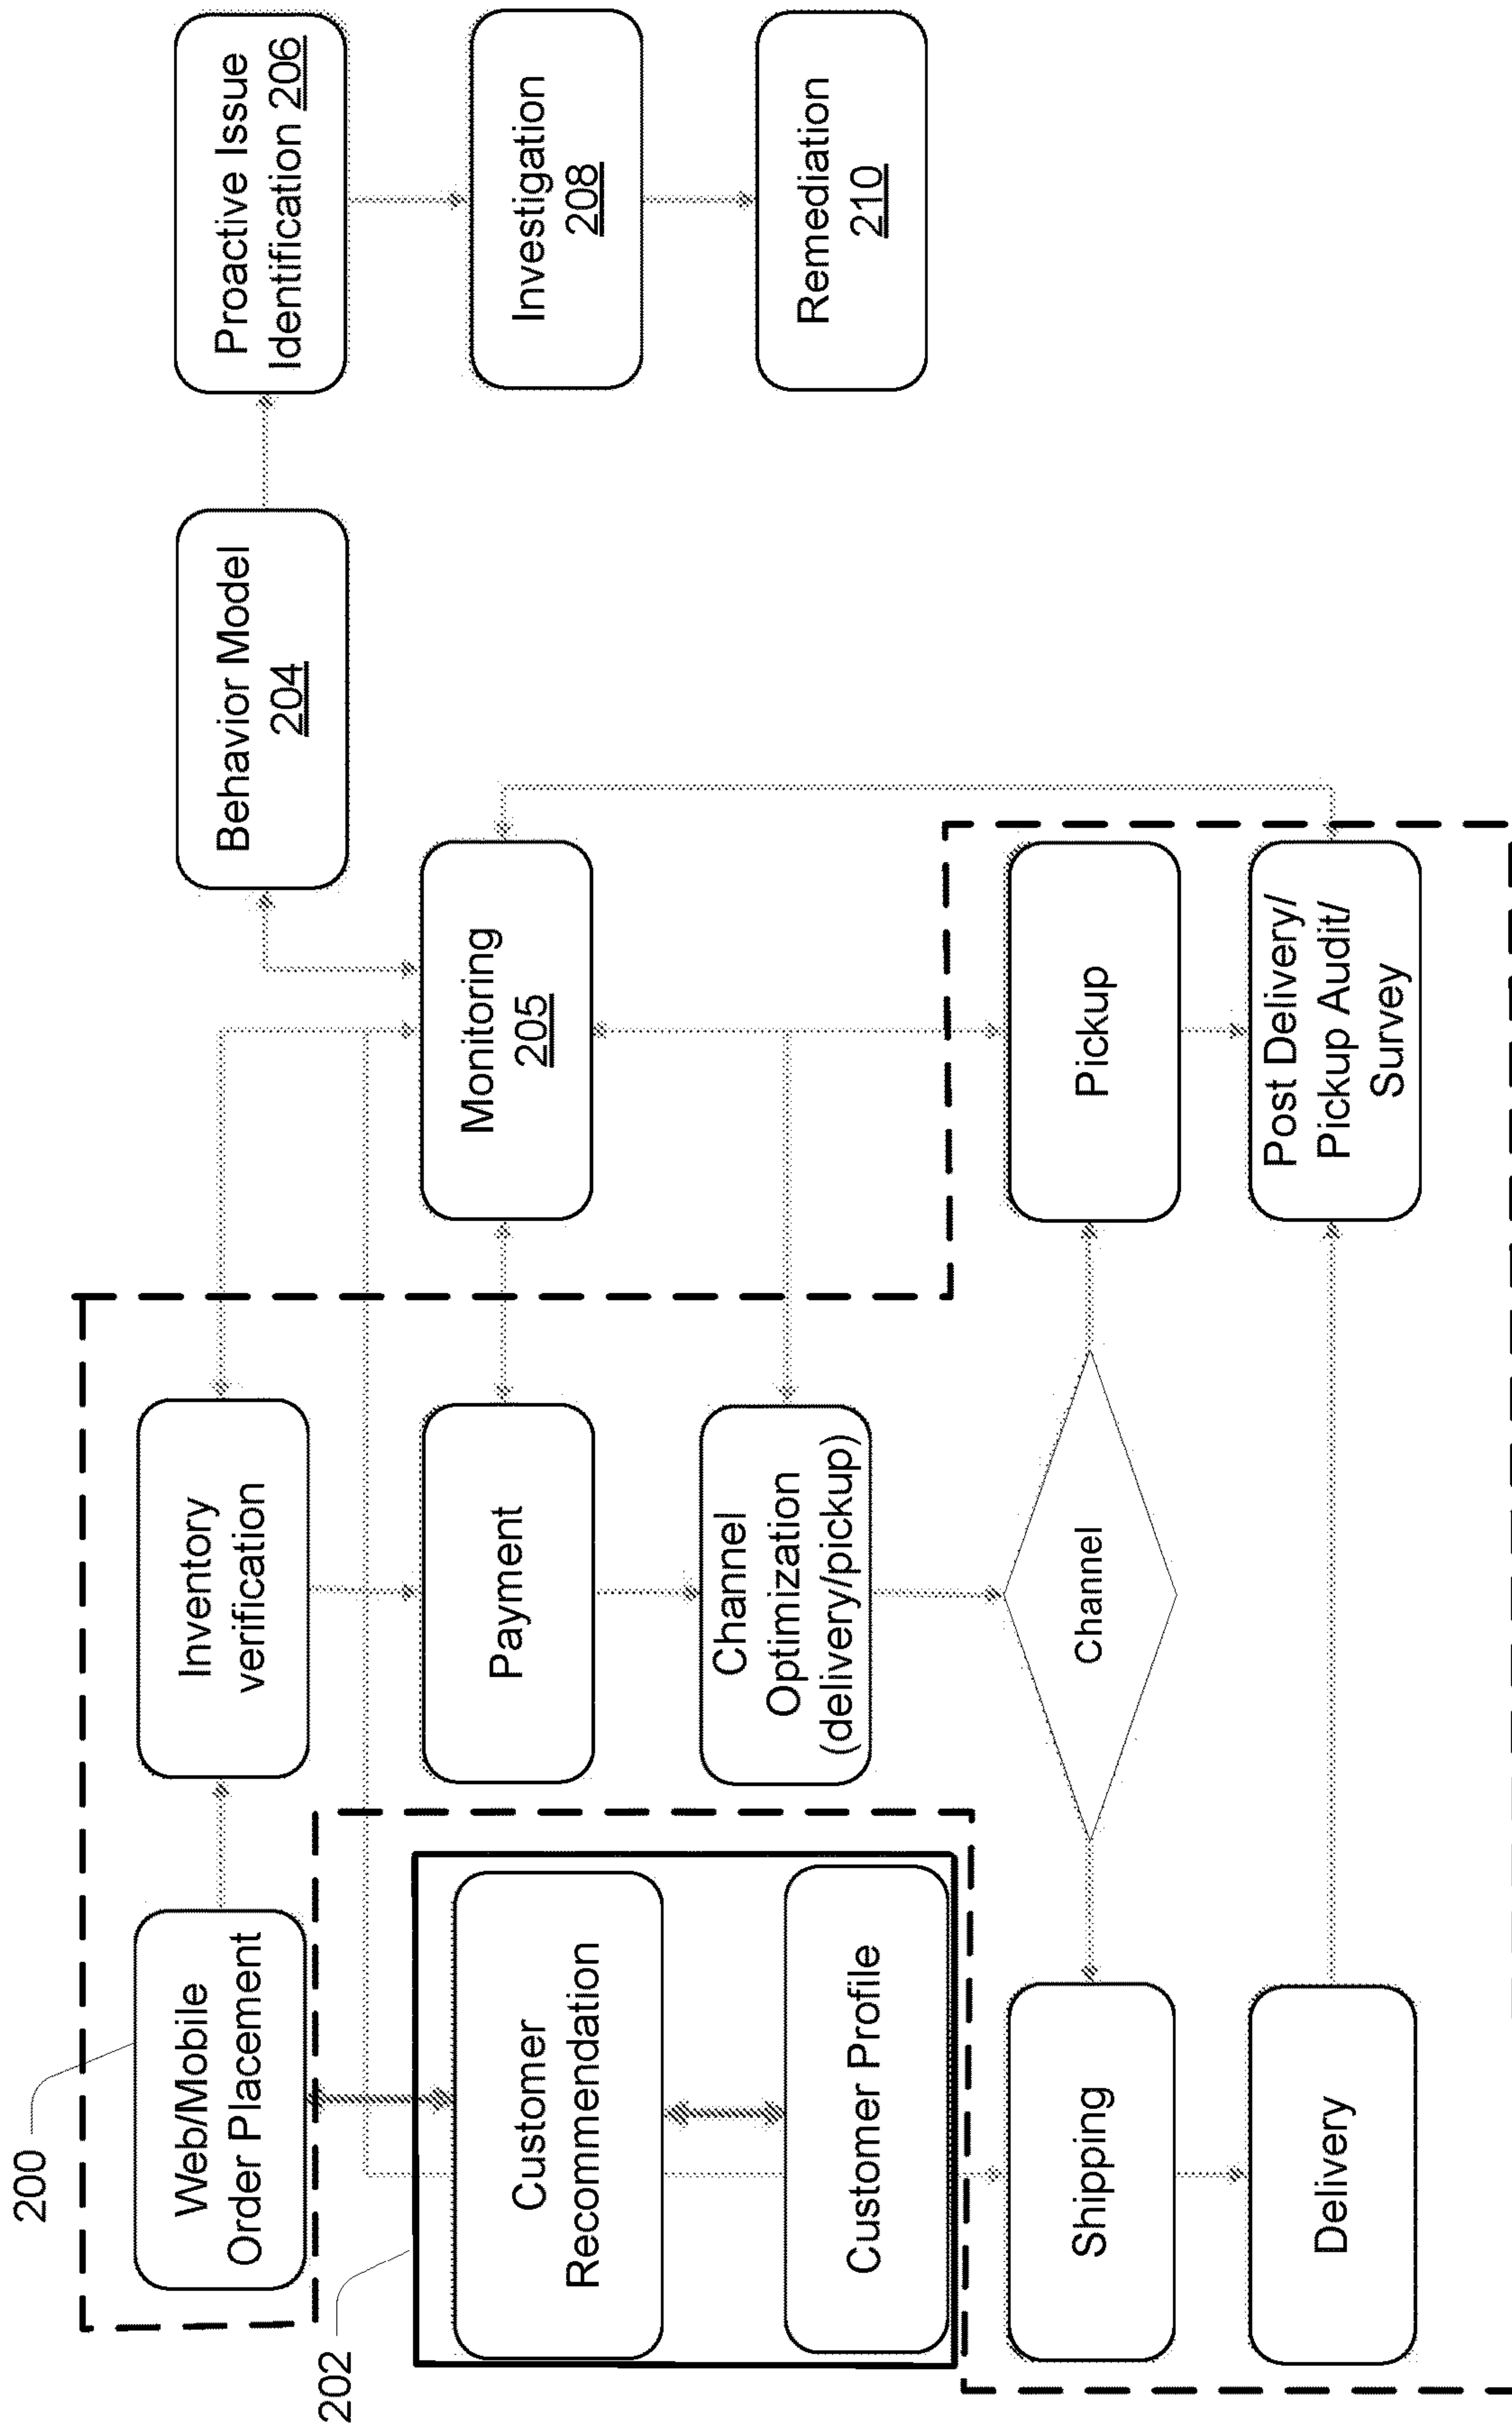 200
Web/Mobile
Order Placement
Inventory
verification
Behavior Model
204
Proactive Issue
Identification 206
202
Customer
Recommendation
Payment
Monitoring
205
Investigation
208
Customer Profile
Channel
Optimization
(delivery/pickup)
Remediation
210
Shipping
Channel
Pickup
Delivery
Post Delivery/
Pickup Audit/
Survey